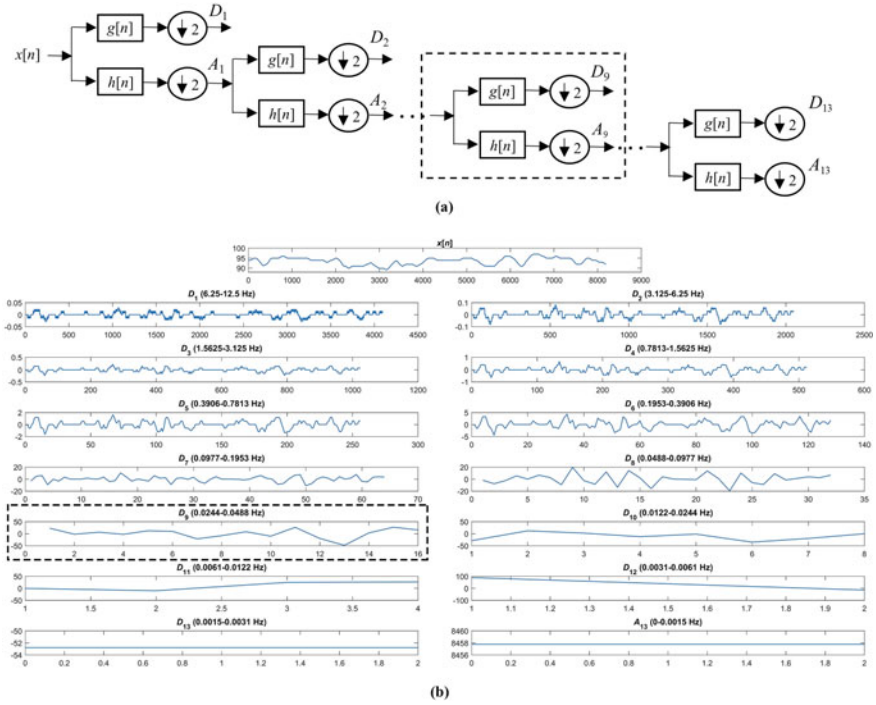 x[n]
g[n]
↓ 2
D1
h[n]
↓ 2
A1
g[n]
↓ 2
D2
h[n]
↓ 2
A2
g[n]
↓ 2
D9
h[n]
↓ 2
A9
g[n]
↓ 2
D13
h[n]
↓ 2
A13
(a)
x[n]
100
95
90
0 1000 2000 3000 4000 5000 6000 7000 8000 9000
D1 (6.25-12.5 Hz)
0.05
0
-0.05
0 500 1000 1500 2000 2500 3000 3500 4000 4500
D2 (3.125-6.25 Hz)
0.1
0
-0.1
0 500 1000 1500 2000 2500
D3 (1.5625-3.125 Hz)
0.5
0
-0.5
0 200 400 600 800 1000 1200
D4 (0.7813-1.5625 Hz)
1
0
-1
0 100 200 300 400 500 600
D5 (0.3906-0.7813 Hz)
2
0
-2
0 50 100 150 200 250 300
D6 (0.1953-0.3906 Hz)
5
0
-5
0 20 40 60 80 100 120 140
D7 (0.0977-0.1953 Hz)
20
0
-20
0 10 20 30 40 50 60 70
D8 (0.0488-0.0977 Hz)
20
0
-20
0 5 10 15 20 25 30 35
D9 (0.0244-0.0488 Hz)
50
0
-50
0 2 4 6 8 10 12 14 16
D10 (0.0122-0.0244 Hz)
50
0
-50
1 2 3 4 5 6 7 8
D11 (0.0061-0.0122 Hz)
50
0
-50
1 1.5 2 2.5 3 3.5 4
D12 (0.0031-0.0061 Hz)
100
0
-100
1 1.1 1.2 1.3 1.4 1.5 1.6 1.7 1.8 1.9 2
D13 (0.0015-0.0031 Hz)
-50
-52
-54
0 0.2 0.4 0.6 0.8 1 1.2 1.4 1.6 1.8 2
A13 (0-0.0015 Hz)
8460
8458
8456
0 0.2 0.4 0.6 0.8 1 1.2 1.4 1.6 1.8 2
(b)